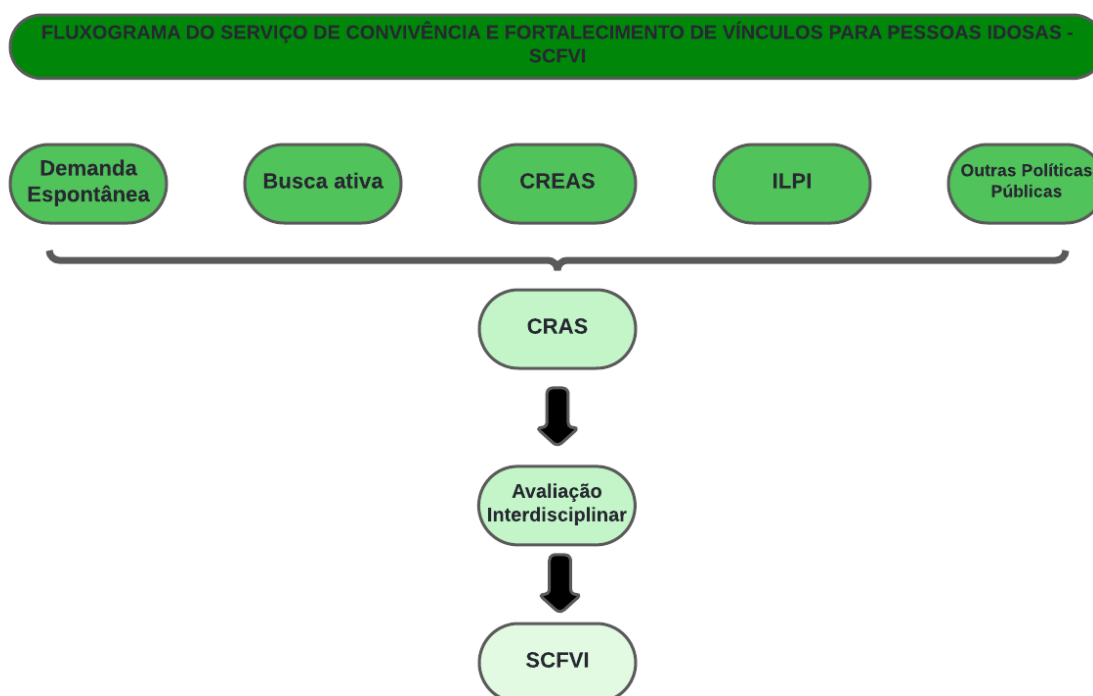 FLUXOGRAMA DO SERVIÇO DE CONVIVÊNCIA E FORTALECIMENTO DE VÍNCULOS PARA PESSOAS IDOSAS -
SCFVI
Demanda
Espontânea
Busca ativa
CREAS
ILPI
Outras Políticas
Públicas
CRAS
Avaliação
Interdisciplinar
SCFVI